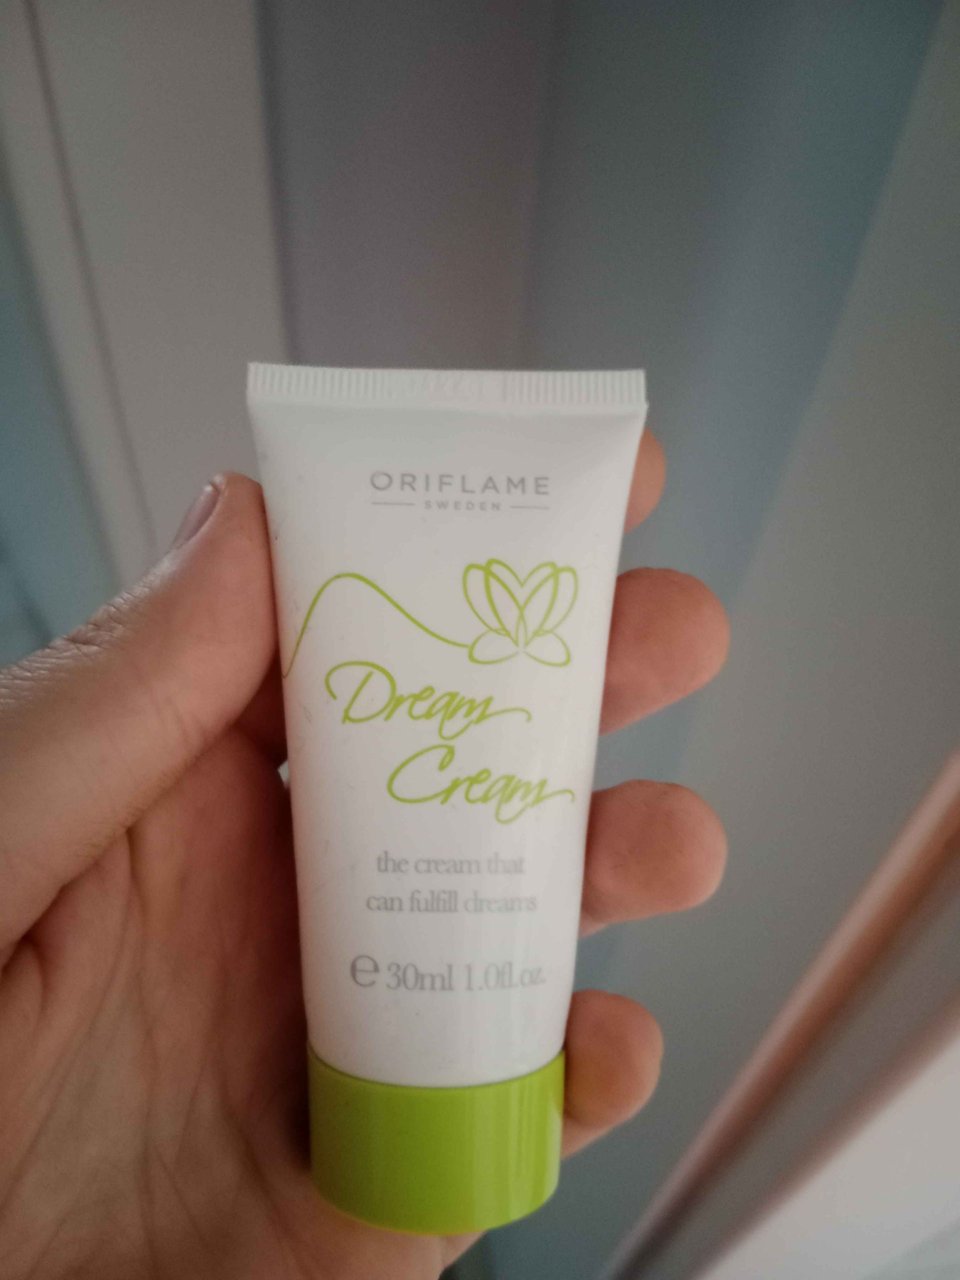 ORIFLAME
SWEDEN
Dream
Cream
the cream that
can fulfill dreams
℮ 30ml 1.0fl.oz.